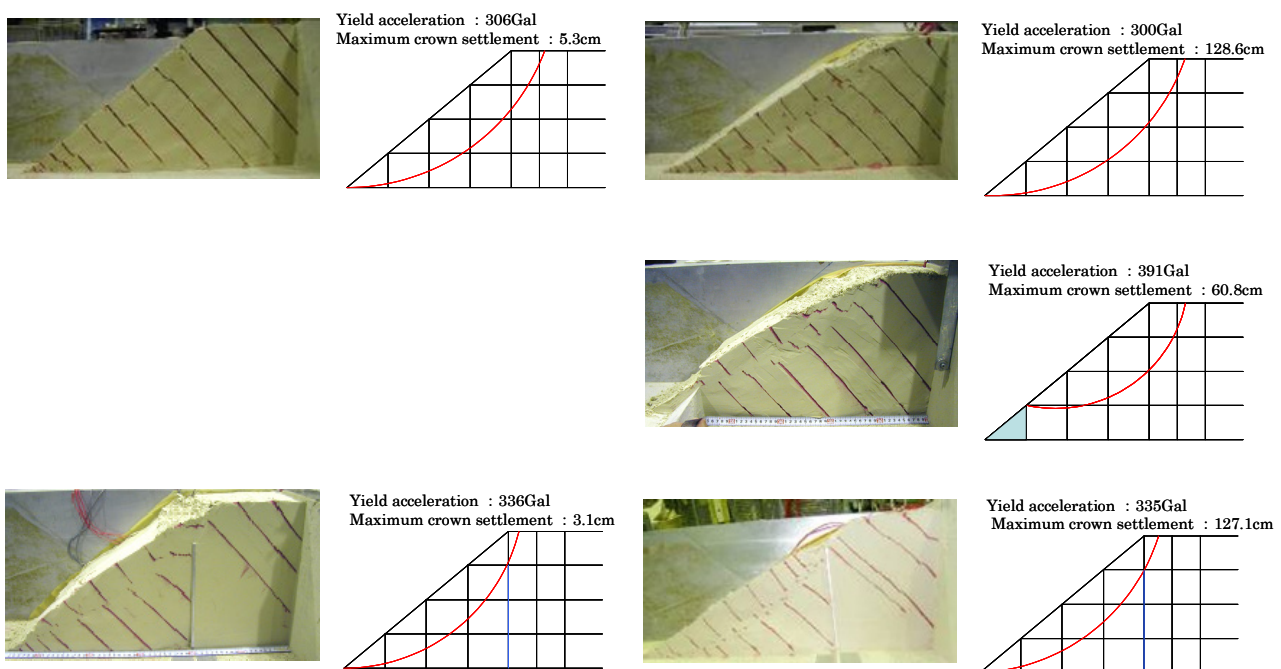 Yield acceleration : 306Gal
Maximum crown settlement : 5.3cm
Yield acceleration : 300Gal
Maximum crown settlement : 128.6cm
Yield acceleration : 391Gal
Maximum crown settlement : 60.8cm
Yield acceleration : 336Gal
Maximum crown settlement : 3.1cm
Yield acceleration : 335Gal
Maximum crown settlement : 127.1cm